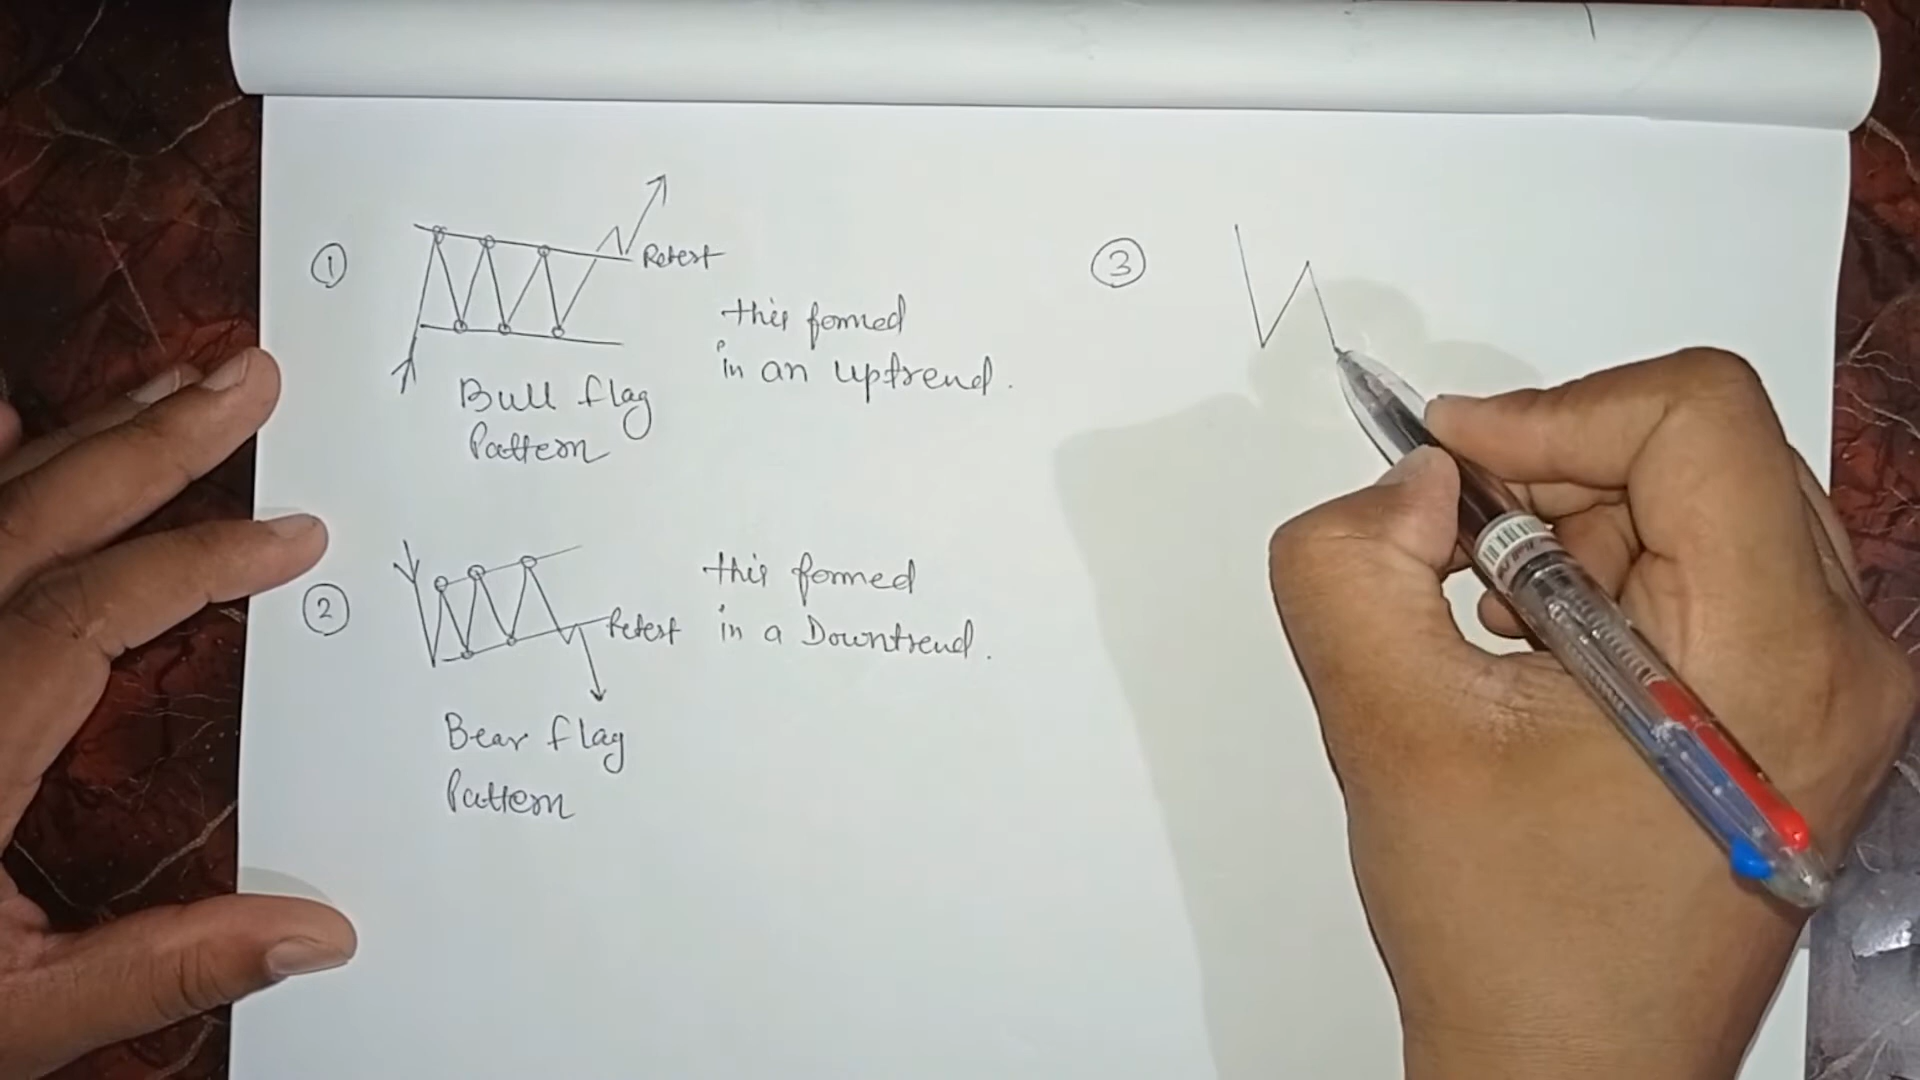 1
Retest
this formed
in an uptrend.
Bull flag
Pattern
2
this formed
Retest in a Downtrend.
Bear flag
Pattern
3